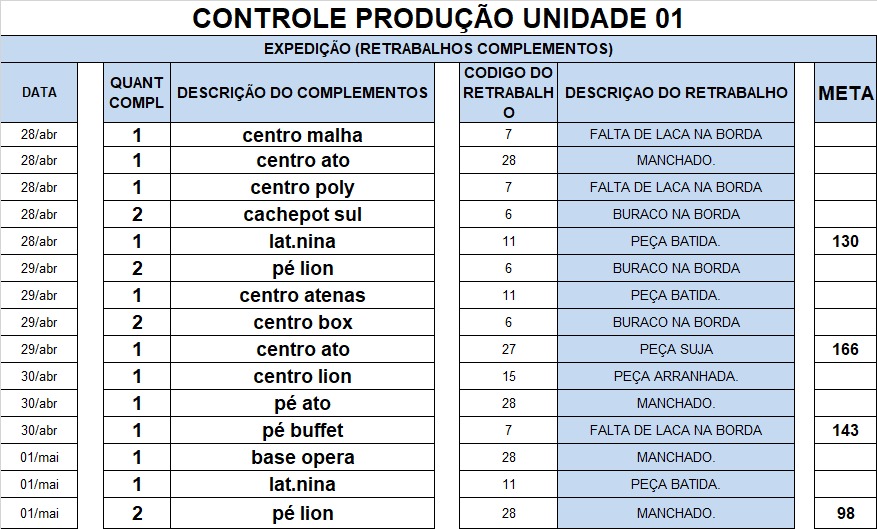 CONTROLE PRODUÇÃO UNIDADE 01
EXPEDIÇÃO (RETRABALHOS COMPLEMENTOS)
DATA QUANT COMPL DESCRIÇÃO DO COMPLEMENTOS CODIGO DO RETRABALHO DESCRIÇAO DO RETRABALHO META
28/abr 1 centro malha 7 FALTA DE LACA NA BORDA
28/abr 1 centro ato 28 MANCHADO.
28/abr 1 centro poly 7 FALTA DE LACA NA BORDA
28/abr 2 cachepot sul 6 BURACO NA BORDA
28/abr 1 lat.nina 11 PEÇA BATIDA. 130
29/abr 2 pé lion 6 BURACO NA BORDA
29/abr 1 centro atenas 11 PEÇA BATIDA.
29/abr 2 centro box 6 BURACO NA BORDA
29/abr 1 centro ato 27 PEÇA SUJA 166
30/abr 1 centro lion 15 PEÇA ARRANHADA.
30/abr 1 pé ato 28 MANCHADO.
30/abr 1 pé buffet 7 FALTA DE LACA NA BORDA 143
01/mai 1 base opera 28 MANCHADO.
01/mai 1 lat.nina 11 PEÇA BATIDA.
01/mai 2 pé lion 28 MANCHADO. 98